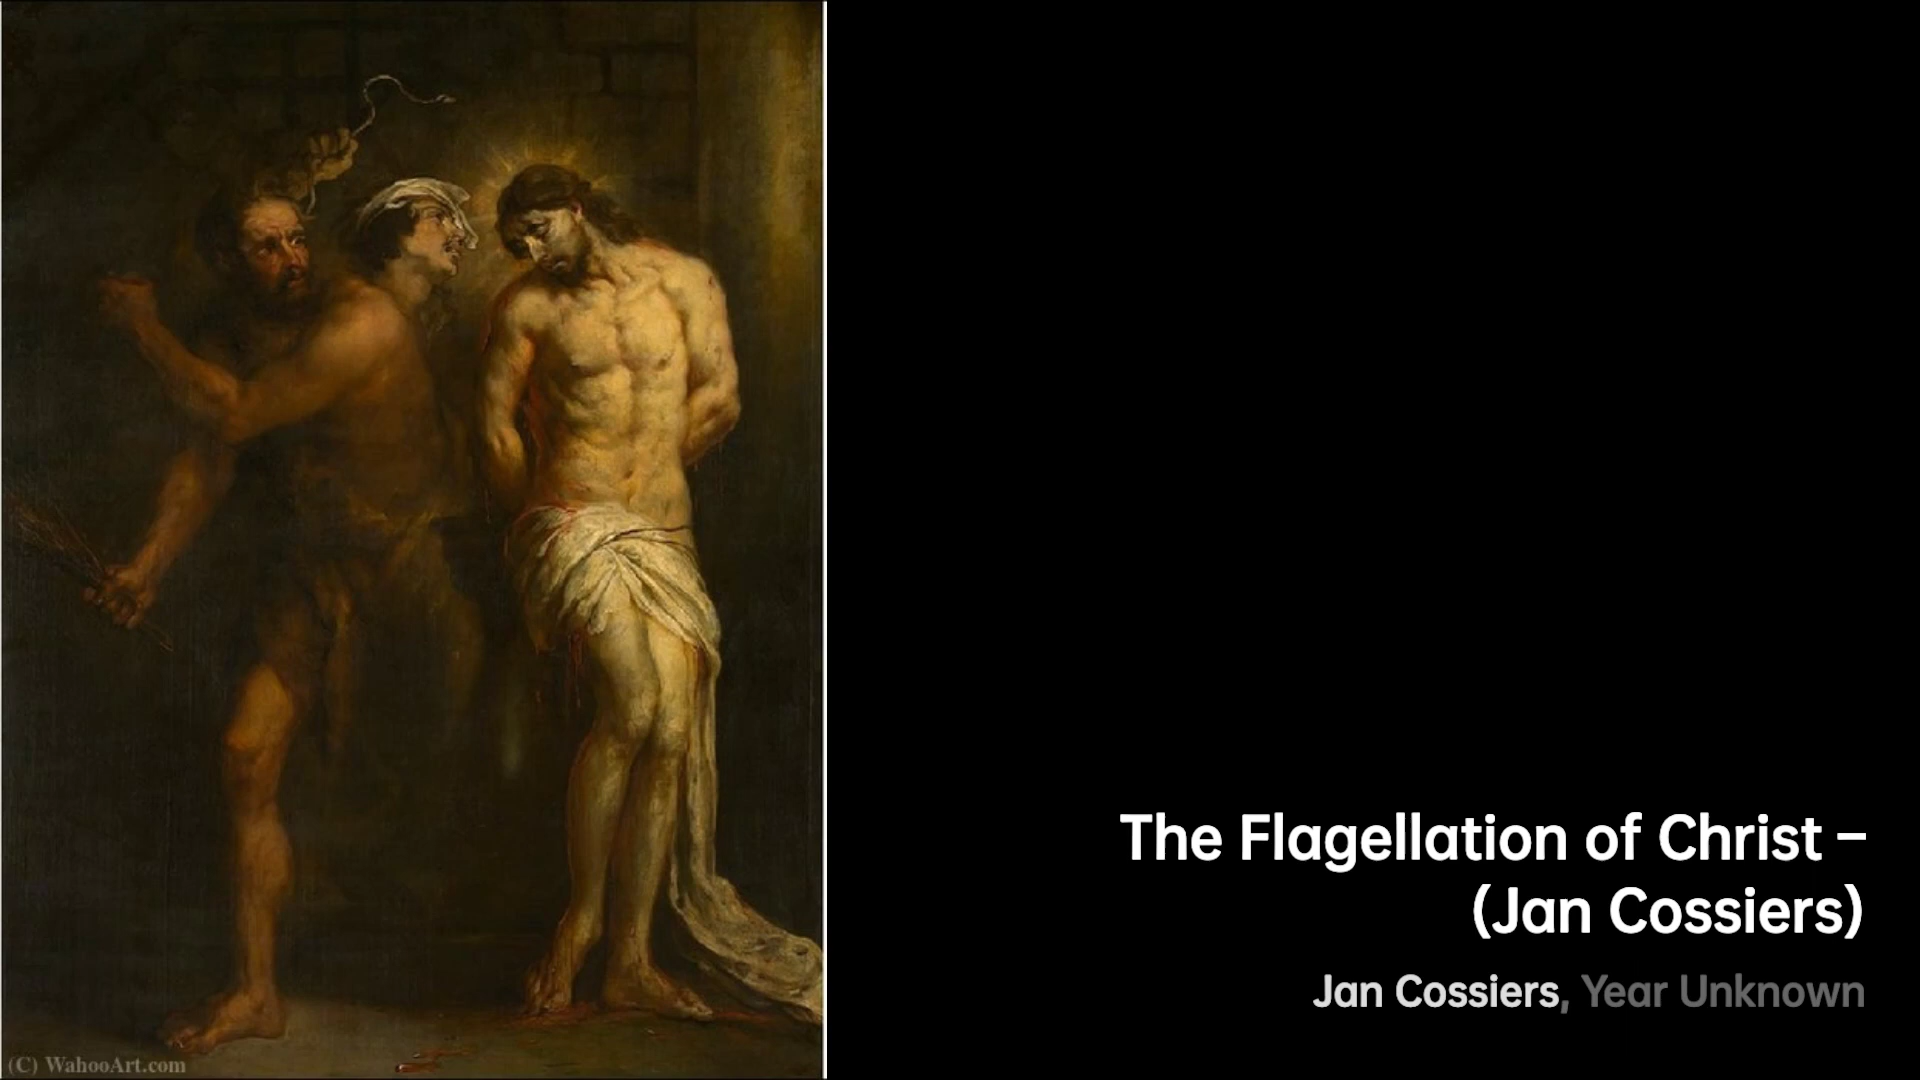 The Flagellation of Christ –
(Jan Cossiers)
Jan Cossiers, Year Unknown
(C) WahooArt.com